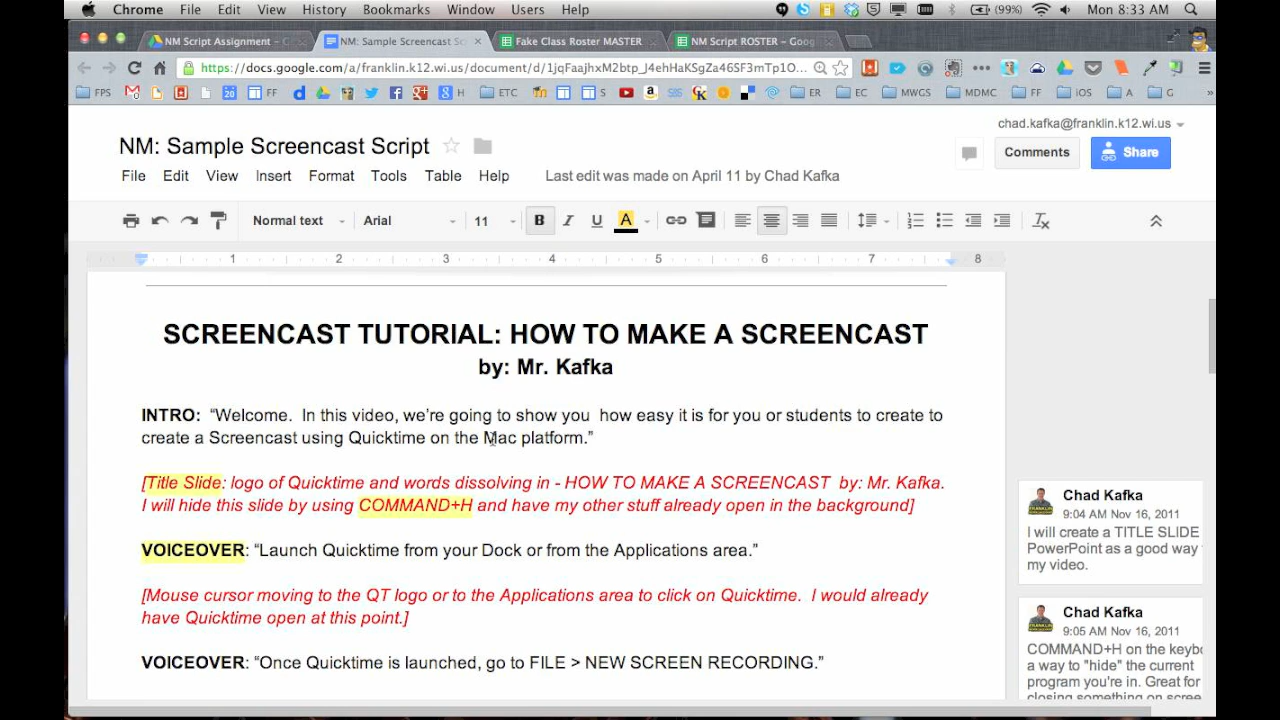 Chrome File Edit View History Bookmarks Window Users Help (99%) Mon 8:33 AM
NM Script Assignment - G
NM: Sample Screencast Sc
Fake Class Roster MASTER
NM Script ROSTER - Goog
https://docs.google.com/a/franklin.k12.wi.us/document/d/1jqFaajhxM2btp_J4ehHaKSgZa46SF3mTp1O...
FPS 20 FF H ETC S ER EC MWGS MDMC FF iOS A G »
chad.kafka@franklin.k12.wi.us
NM: Sample Screencast Script
Comments
Share
File Edit View Insert Format Tools Table Help Last edit was made on April 11 by Chad Kafka
Normal text Arial 11 B I U A
1 2 3 4 5 6 7 8
SCREENCAST TUTORIAL: HOW TO MAKE A SCREENCAST
by: Mr. Kafka
INTRO: “Welcome. In this video, we’re going to show you how easy it is for you or students to create to
create a Screencast using Quicktime on the Mac platform.”
[Title Slide: logo of Quicktime and words dissolving in - HOW TO MAKE A SCREENCAST by: Mr. Kafka.
I will hide this slide by using COMMAND+H and have my other stuff already open in the background]
VOICEOVER: “Launch Quicktime from your Dock or from the Applications area.”
[Mouse cursor moving to the QT logo or to the Applications area to click on Quicktime. I would already
have Quicktime open at this point.]
VOICEOVER: “Once Quicktime is launched, go to FILE > NEW SCREEN RECORDING.”
Chad Kafka
9:04 AM Nov 16, 2011
I will create a TITLE SLIDE
PowerPoint as a good way
my video.
Chad Kafka
9:05 AM Nov 16, 2011
COMMAND+H on the keybo
a way to "hide" the current
program you're in. Great for
closing something on scree